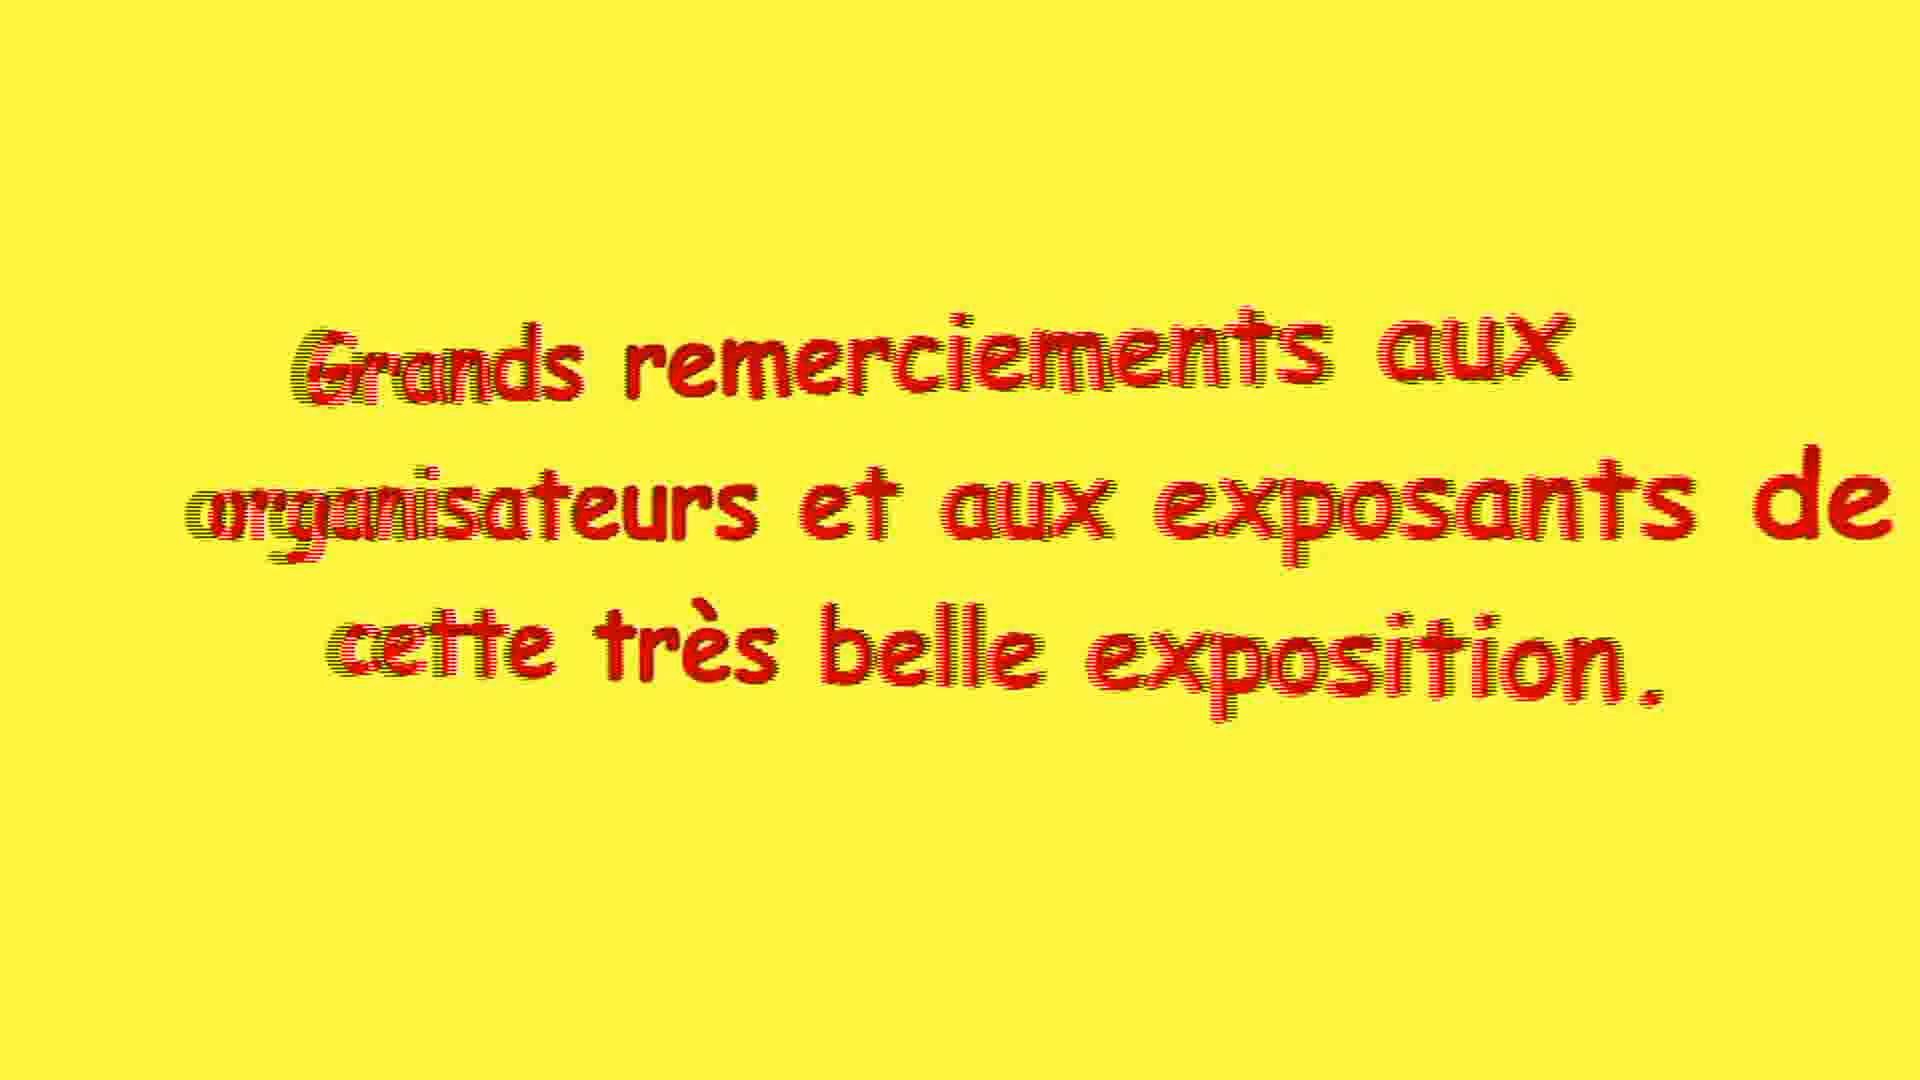 Grands remerciements aux
organisateurs et aux exposants de
cette très belle exposition.